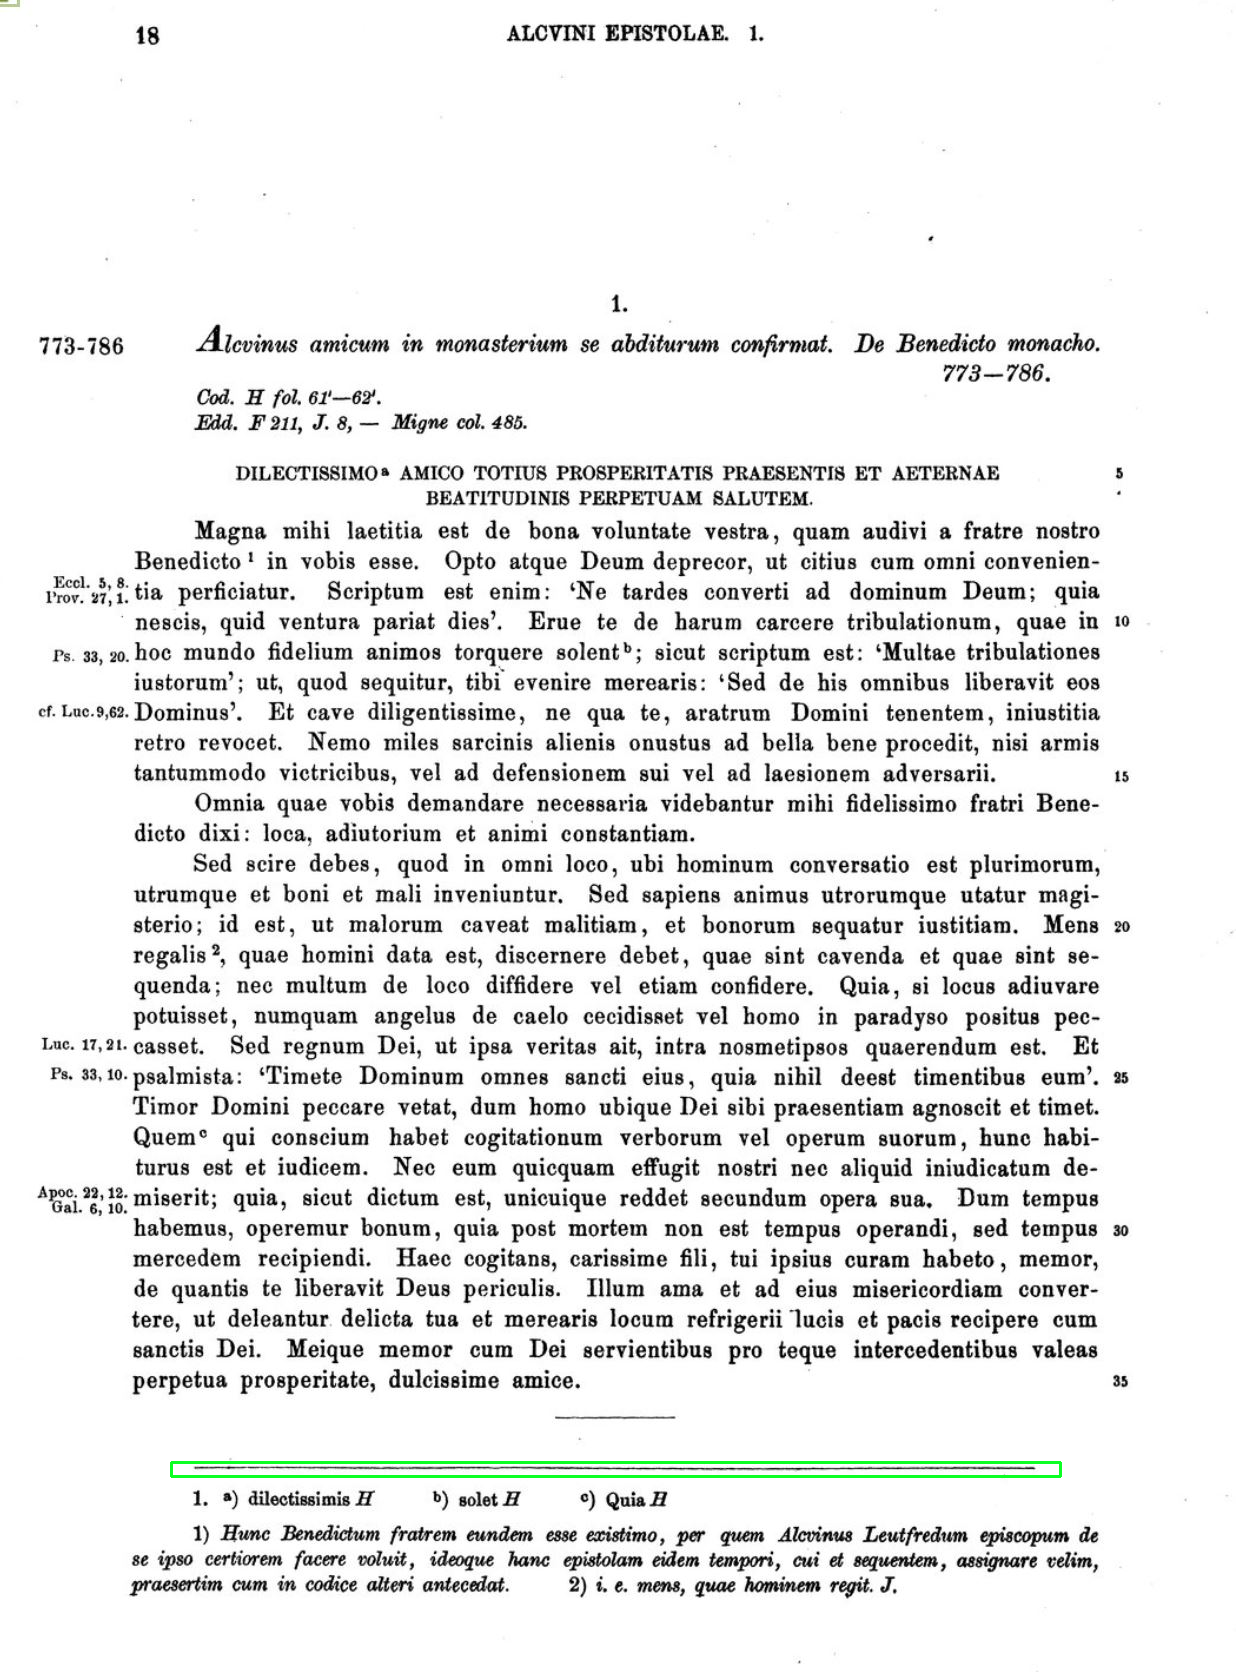 18
ALCVINI EPISTOLAE. 1.
1.
773-786
Alcvinus amicum in monasterium se abditurum confirmat. De Benedicto monacho.
773—786.
Cod. H fol. 61'—62'.
Edd. F 211, J. 8, — Migne col. 485.
DILECTISSIMO a AMICO TOTIUS PROSPERITATIS PRAESENTIS ET AETERNAE 5
BEATITUDINIS PERPETUAM SALUTEM.
Magna mihi laetitia est de bona voluntate vestra, quam audivi a fratre nostro
Benedicto 1 in vobis esse. Opto atque Deum deprecor, ut citius cum omni convenien-
Eccl. 5, 8.
Prov. 27, 1. tia perficiatur. Scriptum est enim: ‘Ne tardes converti ad dominum Deum; quia
nescis, quid ventura pariat dies’. Erue te de harum carcere tribulationum, quae in 10
Ps. 33, 20. hoc mundo fidelium animos torquere solent b; sicut scriptum est: ‘Multae tribulationes
iustorum’; ut, quod sequitur, tibi evenire merearis: ‘Sed de his omnibus liberavit eos
cf. Luc. 9,62. Dominus’. Et cave diligentissime, ne qua te, aratrum Domini tenentem, iniustitia
retro revocet. Nemo miles sarcinis alienis onustus ad bella bene procedit, nisi armis
tantummodo victricibus, vel ad defensionem sui vel ad laesionem adversarii. 15
Omnia quae vobis demandare necessaria videbantur mihi fidelissimo fratri Bene-
dicto dixi: loca, adiutorium et animi constantiam.
Sed scire debes, quod in omni loco, ubi hominum conversatio est plurimorum,
utrumque et boni et mali inveniuntur. Sed sapiens animus utrorumque utatur magi-
sterio; id est, ut malorum caveat malitiam, et bonorum sequatur iustitiam. Mens 20
regalis 2, quae homini data est, discernere debet, quae sint cavenda et quae sint se-
quenda; nec multum de loco diffidere vel etiam confidere. Quia, si locus adiuvare
potuisset, numquam angelus de caelo cecidisset vel homo in paradyso positus pec-
Luc. 17, 21. casset. Sed regnum Dei, ut ipsa veritas ait, intra nosmetipsos quaerendum est. Et
Ps. 33, 10. psalmista: ‘Timete Dominum omnes sancti eius, quia nihil deest timentibus eum’. 25
Timor Domini peccare vetat, dum homo ubique Dei sibi praesentiam agnoscit et timet.
Quem c qui conscium habet cogitationum verborum vel operum suorum, hunc habi-
turus est et iudicem. Nec eum quicquam effugit nostri nec aliquid iniudicatum de-
Apoc. 22, 12.
Gal. 6, 10. miserit; quia, sicut dictum est, unicuique reddet secundum opera sua. Dum tempus
habemus, operemur bonum, quia post mortem non est tempus operandi, sed tempus 30
mercedem recipiendi. Haec cogitans, carissime fili, tui ipsius curam habeto, memor,
de quantis te liberavit Deus periculis. Illum ama et ad eius misericordiam conver-
tere, ut deleantur delicta tua et merearis locum refrigerii lucis et pacis recipere cum
sanctis Dei. Meique memor cum Dei servientibus pro teque intercedentibus valeas
perpetua prosperitate, dulcissime amice. 35
1. a) dilectissimis H b) solet H c) Quia H
1) Hunc Benedictum fratrem eundem esse existimo, per quem Alcvinus Leutfredum episcopum de
se ipso certiorem facere voluit, ideoque hanc epistolam eidem tempori, cui et sequentem, assignare velim,
praesertim cum in codice alteri antecedat. 2) i. e. mens, quae hominem regit. J.